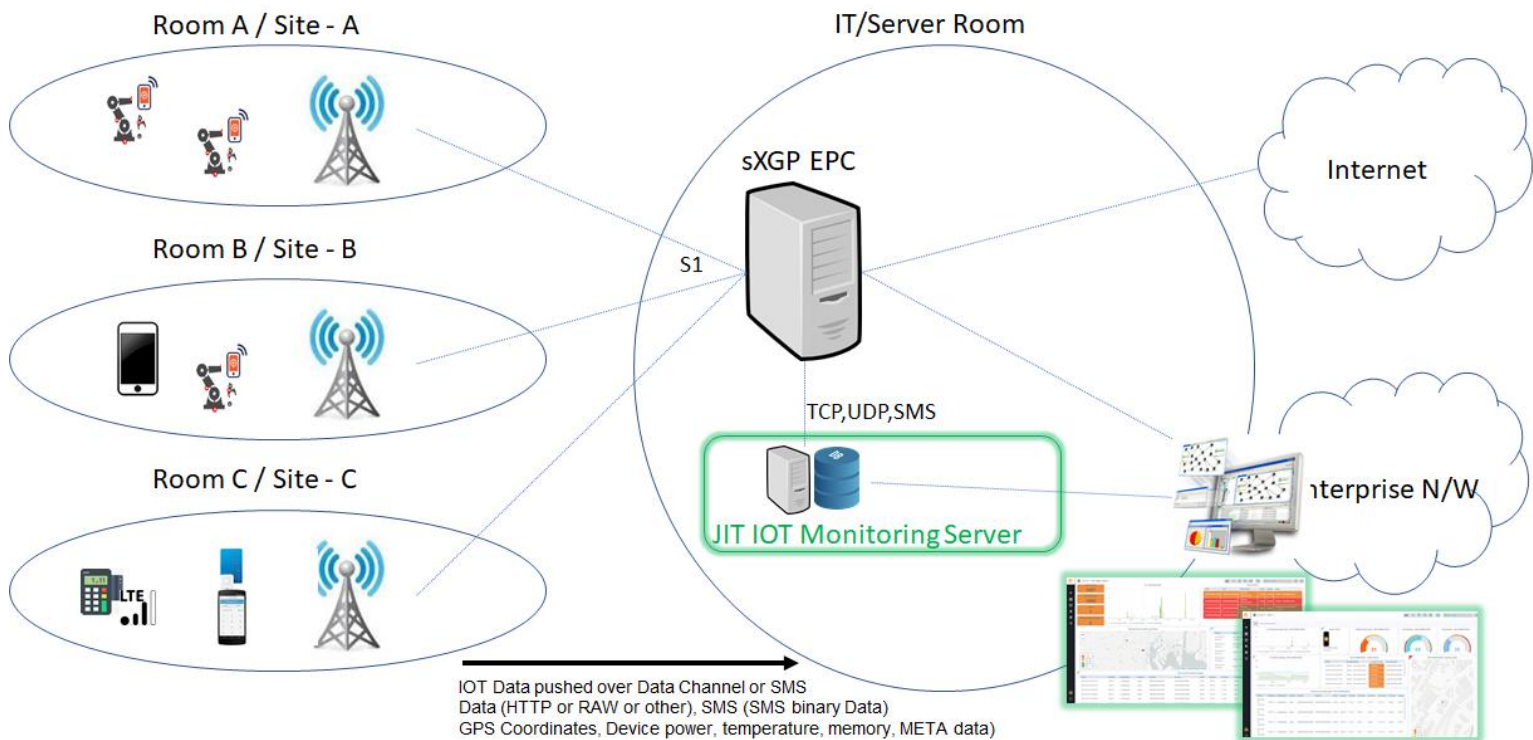 Room A / Site - A
IT/Server Room
sXGP EPC
Internet
Room B / Site - B
S1
TCP,UDP,SMS
nterprise N/W
Room C / Site - C
LTE
JIT IOT Monitoring Server
IOT Data pushed over Data Channel or SMS
Data (HTTP or RAW or other), SMS (SMS binary Data)
GPS Coordinates, Device power, temperature, memory, META data)